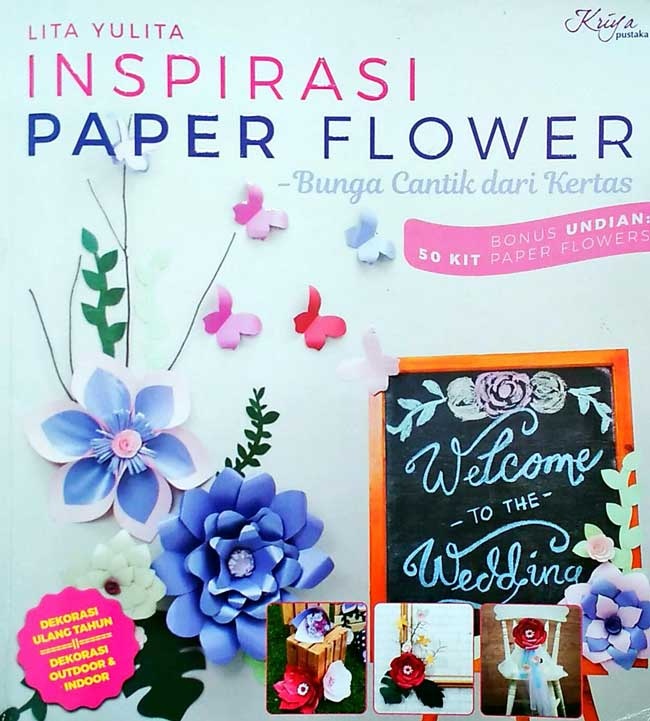 LITA YULITA
Kriya
pustaka
INSPIRASI
PAPER FLOWER
-Bunga Cantik dari Kertas
BONUS UNDIAN:
50 KIT PAPER FLOWERS
Welcome
- TO THE -
Wedding
DEKORASI
ULANG TAHUN
======||======
DEKORASI
OUTDOOR &
INDOOR